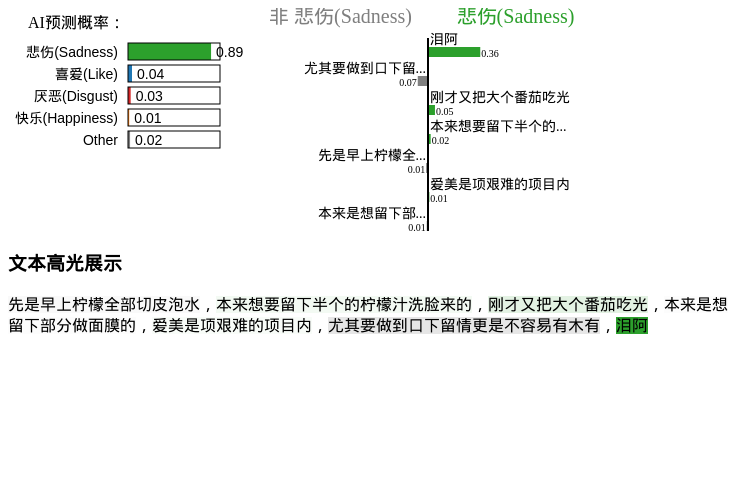 AI预测概率：
悲伤(Sadness) 0.89
喜爱(Like) 0.04
厌恶(Disgust) 0.03
快乐(Happiness) 0.01
Other 0.02
非 悲伤(Sadness) 悲伤(Sadness)
泪阿
0.36
尤其要做到口下留...
0.07
刚才又把大个番茄吃光
0.05
本来想要留下半个的...
0.02
先是早上柠檬全...
0.01
爱美是项艰难的项目内
0.01
本来是想留下部...
0.01
文本高光展示
先是早上柠檬全部切皮泡水，本来想要留下半个的柠檬汁洗脸来的，刚才又把大个番茄吃光，本来是想
留下部分做面膜的，爱美是项艰难的项目内，尤其要做到口下留情更是不容易有木有，泪阿